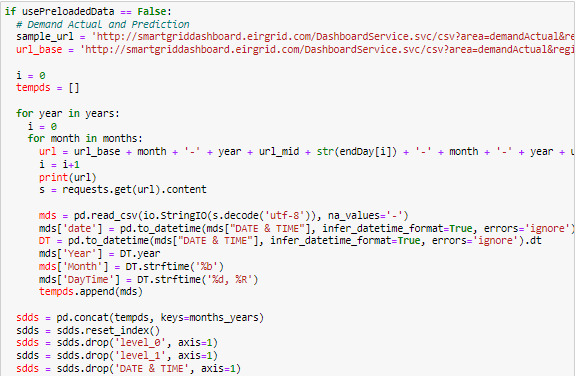 if usePreloadedData == False:
  # Demand Actual and Prediction
  sample_url = 'http://smartgriddashboard.eirgrid.com/DashboardService.svc/csv?area=demandActual&re
  url_base = 'http://smartgriddashboard.eirgrid.com/DashboardService.svc/csv?area=demandActual&regi
  i = 0
  tempds = []
  for year in years:
    i = 0
    for month in months:
      url = url_base + month + '-' + year + url_mid + str(endDay[i]) + '-' + month + '-' + year + u
      i = i+1
      print(url)
      s = requests.get(url).content
      mds = pd.read_csv(io.StringIO(s.decode('utf-8')), na_values='-')
      mds['date'] = pd.to_datetime(mds["DATE & TIME"], infer_datetime_format=True, errors='ignore')
      DT = pd.to_datetime(mds["DATE & TIME"], infer_datetime_format=True, errors='ignore').dt
      mds['Year'] = DT.year
      mds['Month'] = DT.strftime('%b')
      mds['DayTime'] = DT.strftime('%d, %R')
      tempds.append(mds)
  sdds = pd.concat(tempds, keys=months_years)
  sdds = sdds.reset_index()
  sdds = sdds.drop('level_0', axis=1)
  sdds = sdds.drop('level_1', axis=1)
  sdds = sdds.drop('DATE & TIME', axis=1)